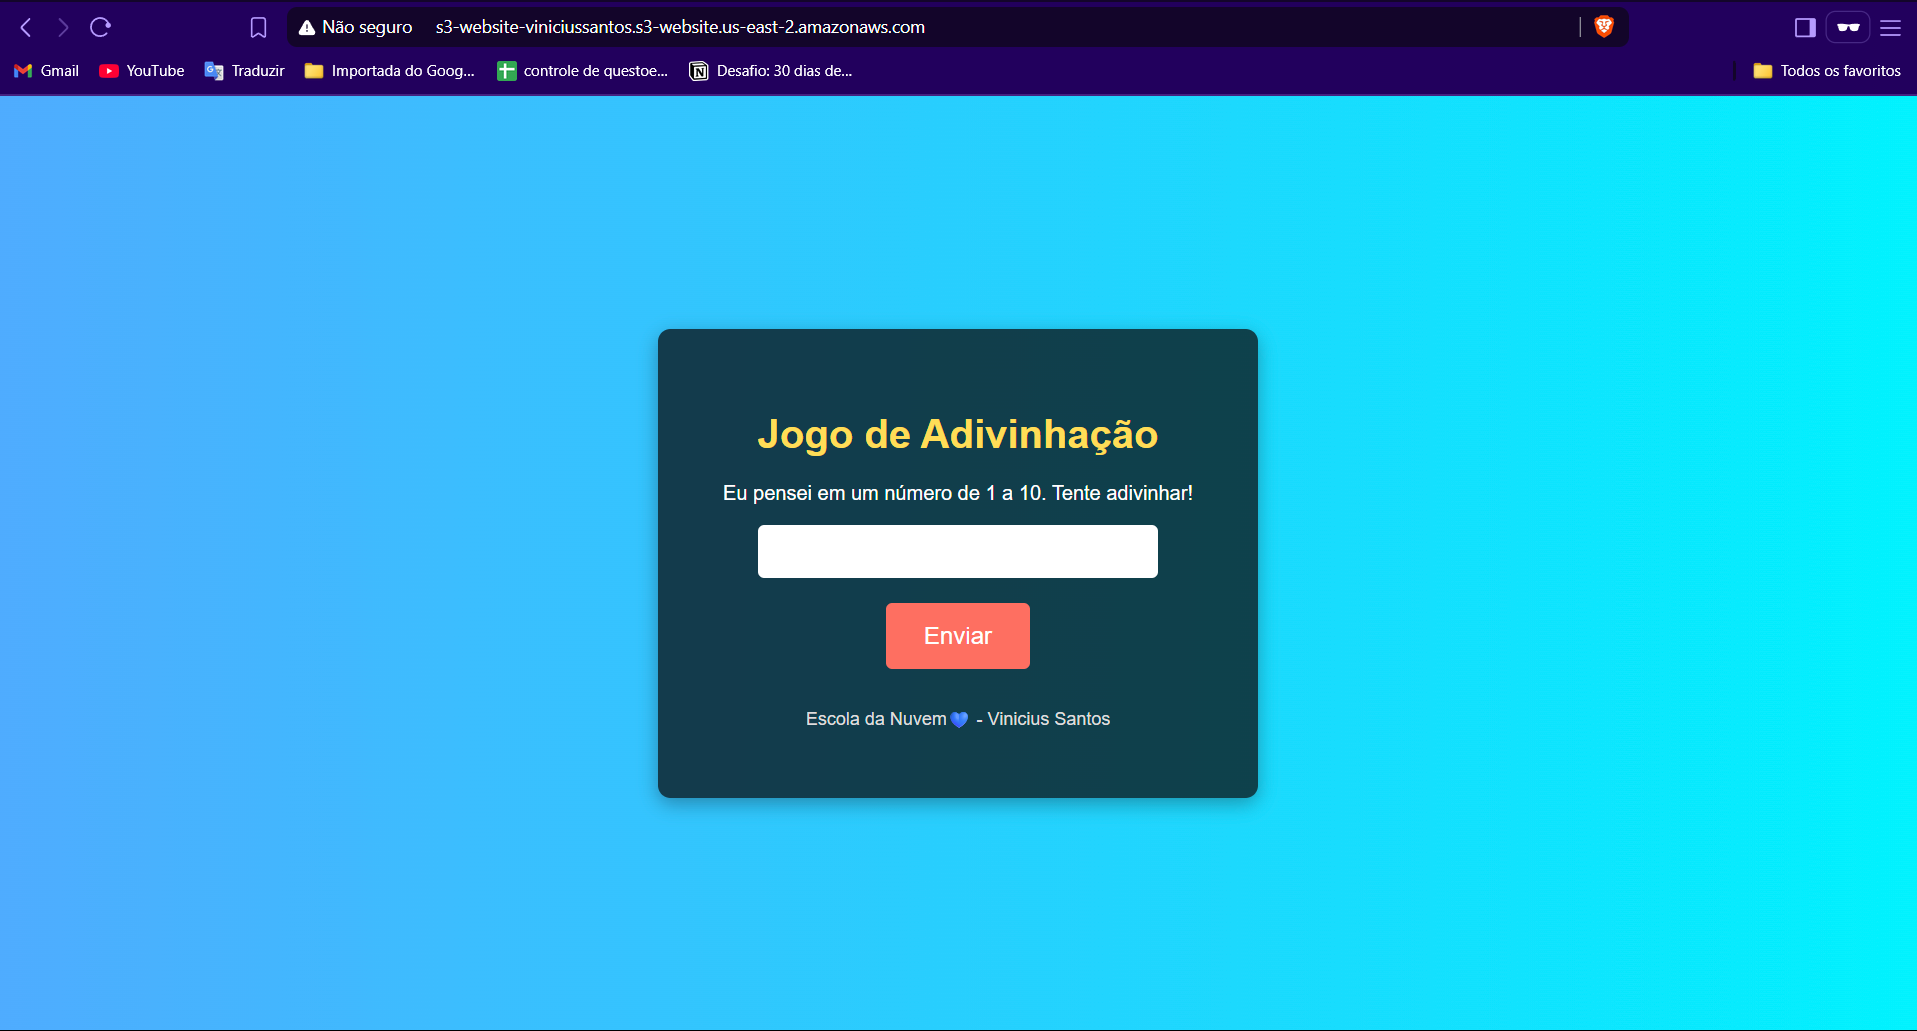 Não seguro s3-website-viniciussantos.s3-website.us-east-2.amazonaws.com
Gmail YouTube Traduzir Importada do Goog... controle de questoe... Desafio: 30 dias de... Todos os favoritos
Jogo de Adivinhação
Eu pensei em um número de 1 a 10. Tente adivinhar!
Enviar
Escola da Nuvem💙 - Vinicius Santos